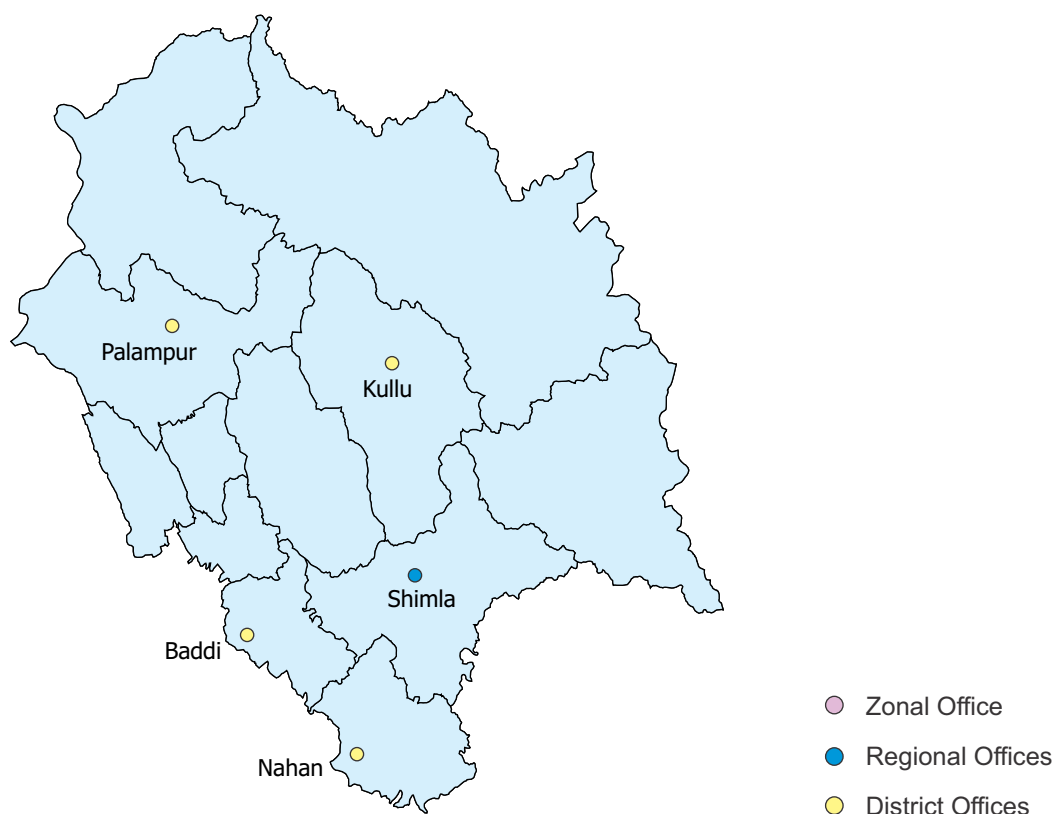 Palampur
Kullu
Shimla
Baddi
Nahan
Zonal Office
Regional Offices
District Offices